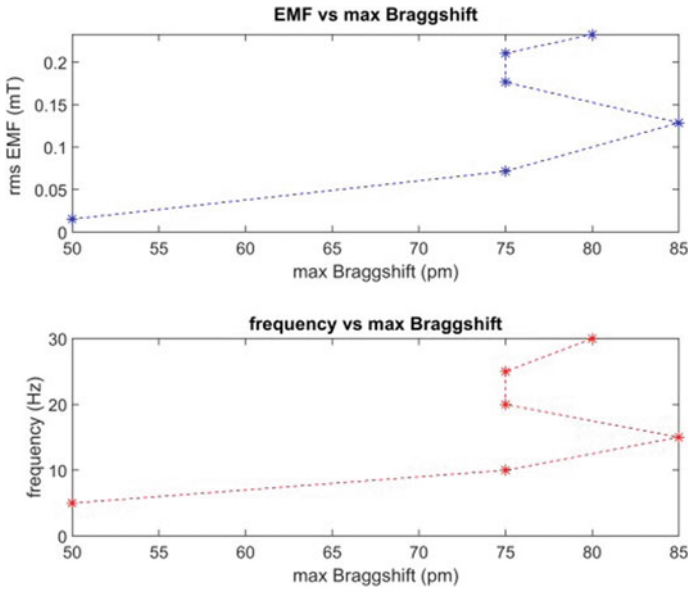 EMF vs max Braggshift
rms EMF (mT)
0.2
0.15
0.1
0.05
0
50 55 60 65 70 75 80 85
max Braggshift (pm)
frequency vs max Braggshift
frequency (Hz)
30
20
10
0
50 55 60 65 70 75 80 85
max Braggshift (pm)